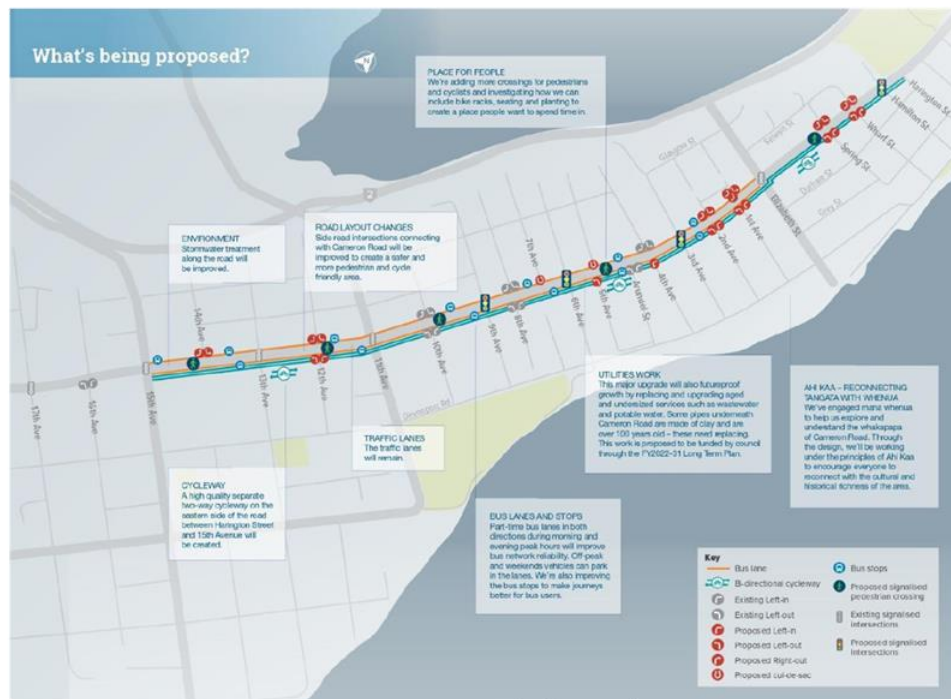 What's being proposed?
N
PLACE FOR PEOPLE
We're adding more crossings for pedestrians
and cyclists and investigating how we can
include bike racks, seating and planting to
create a place people want to spend time in.
Harington St
Hamilton St
Wharf St
Spring St
Selwyn St
Glasgow St
Durham St
Grey St
Elizabeth St
1st Ave
2nd Ave
3rd Ave
4th Ave
Arundel St
5th Ave
6th Ave
7th Ave
8th Ave
9th Ave
10th Ave
11th Ave
12th Ave
13th Ave
14th Ave
15th Ave
16th Ave
17th Ave
Devonport Rd
2
ENVIRONMENT
Stormwater treatment
along the road will
be improved.
ROAD LAYOUT CHANGES
Side road intersections connecting
with Cameron Road will be
improved to create a safer and
more pedestrian and cycle
friendly area.
UTILITIES WORK
This major upgrade will also futureproof
growth by replacing and upgrading aged
and undersized services such as wastewater
and potable water. Some pipes underneath
Cameron Road are made of clay and are
over 100 years old – these need replacing.
This work is proposed to be funded by council
through the FY2022-31 Long Term Plan.
AHI KAA – RECONNECTING
TANGATA WITH WHENUA
We've engaged mana whenua
to help us explore and
understand the whakapapa
of Cameron Road. Through
the design, we'll be working
under the principles of Ahi Kaa
to encourage everyone to
reconnect with the cultural and
historical richness of the area.
TRAFFIC LANES
The traffic lanes
will remain.
CYCLEWAY
A high quality separate
two-way cycleway on the
eastern side of the road
between Harington Street
and 15th Avenue will
be created.
BUS LANES AND STOPS
Part-time bus lanes in both
directions during morning and
evening peak hours will improve
bus network reliability. Off-peak
and weekends vehicles can park
in the lanes. We're also improving
the bus stops to make journeys
better for bus users.
Key
Bus lane
Bi-directional cycleway
Existing Left-in
Existing Left-out
Proposed Left-in
Proposed Left-out
Proposed Right-out
Proposed cul-de-sac
Bus stops
Proposed signalised
pedestrian crossing
Existing signalised
intersections
Proposed signalised
intersections